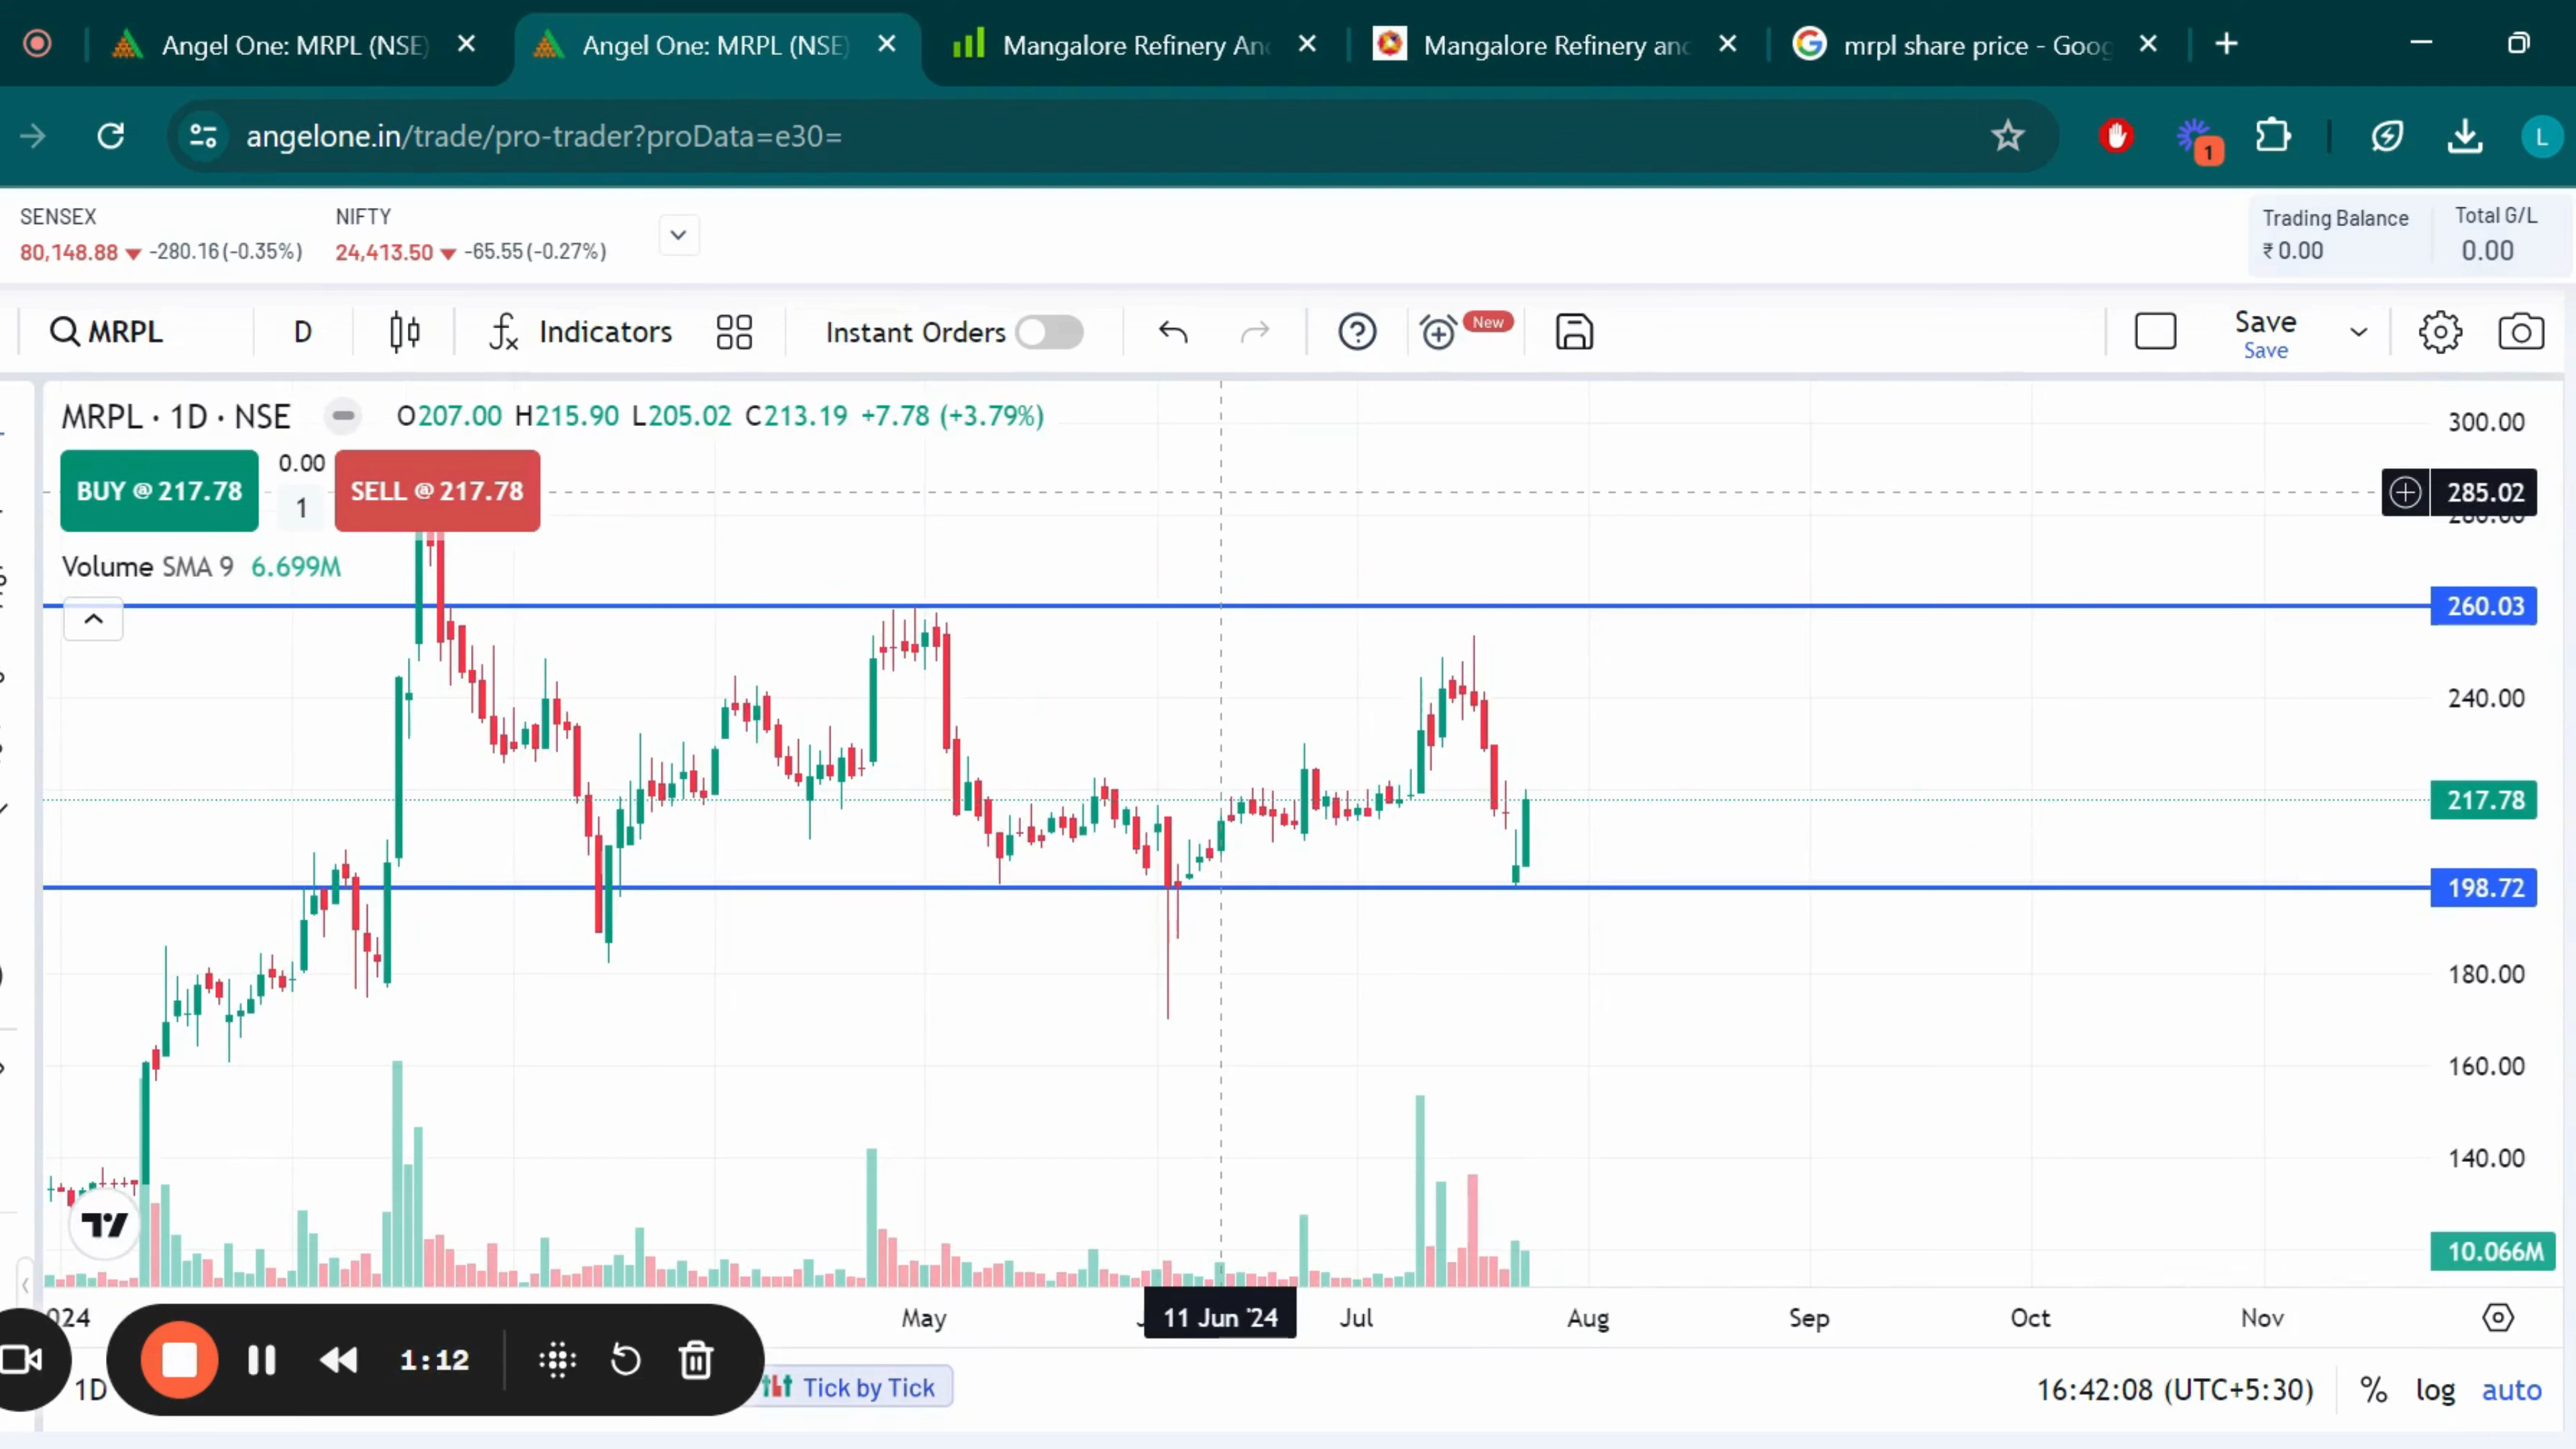 Angel One: MRPL (NSE)
Angel One: MRPL (NSE)
Mangalore Refinery An
Mangalore Refinery an
mrpl share price - Goog
angelone.in/trade/pro-trader?proData=e30=
1
L
SENSEX
80,148.88 ▼ -280.16(-0.35%)
NIFTY
24,413.50 ▼ -65.55(-0.27%)
Trading Balance
₹ 0.00
Total G/L
0.00
MRPL
D
Indicators
Instant Orders
New
Save
Save
MRPL · 1D · NSE
O207.00 H215.90 L205.02 C213.19 +7.78 (+3.79%)
BUY @ 217.78
0.00
1
SELL @ 217.78
Volume SMA 9 6.699M
300.00
285.02
260.03
240.00
217.78
198.72
180.00
160.00
140.00
10.066M
024
May
11 Jun '24
Jul
Aug
Sep
Oct
Nov
1:12
1D
Tick by Tick
16:42:08 (UTC+5:30)
%
log
auto